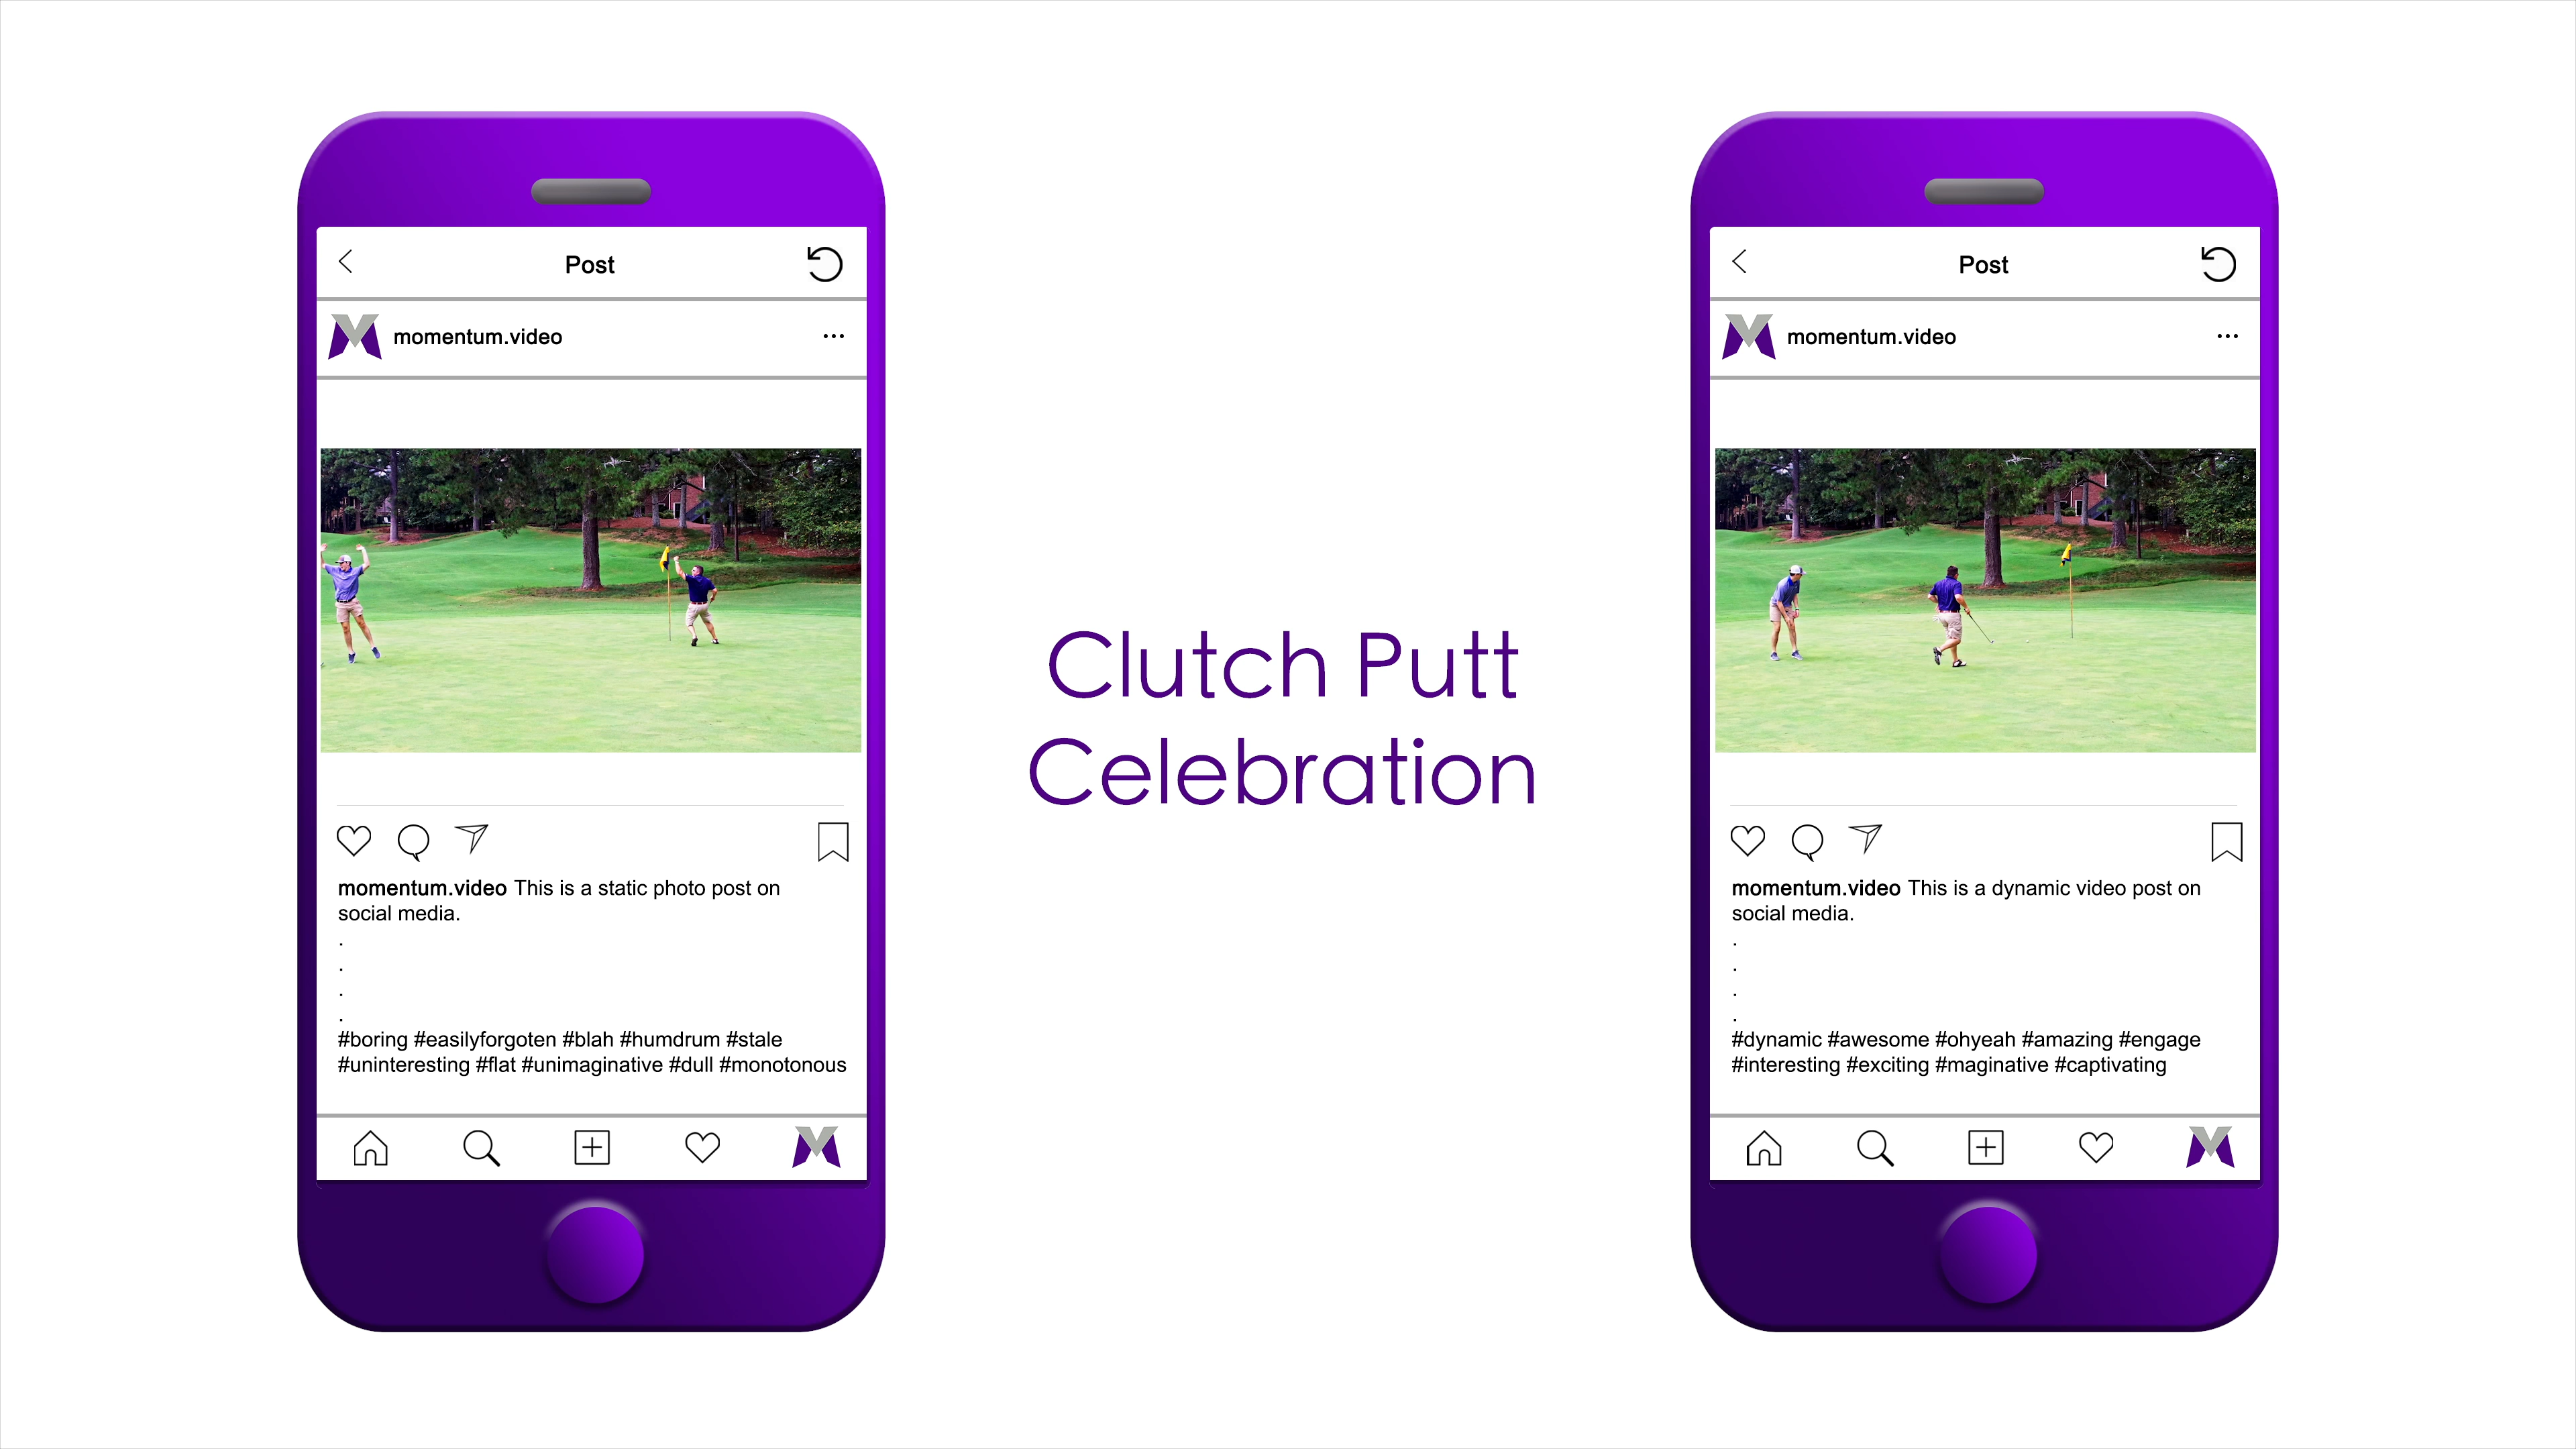 Post
momentum.video
...
momentum.video This is a static photo post on
social media.
.
.
.
.
#boring #easilyforgoten #blah #humdrum #stale
#uninteresting #flat #unimaginative #dull #monotonous
Clutch Putt
Celebration
Post
momentum.video
...
momentum.video This is a dynamic video post on
social media.
.
.
.
.
#dynamic #awesome #ohyeah #amazing #engage
#interesting #exciting #maginative #captivating